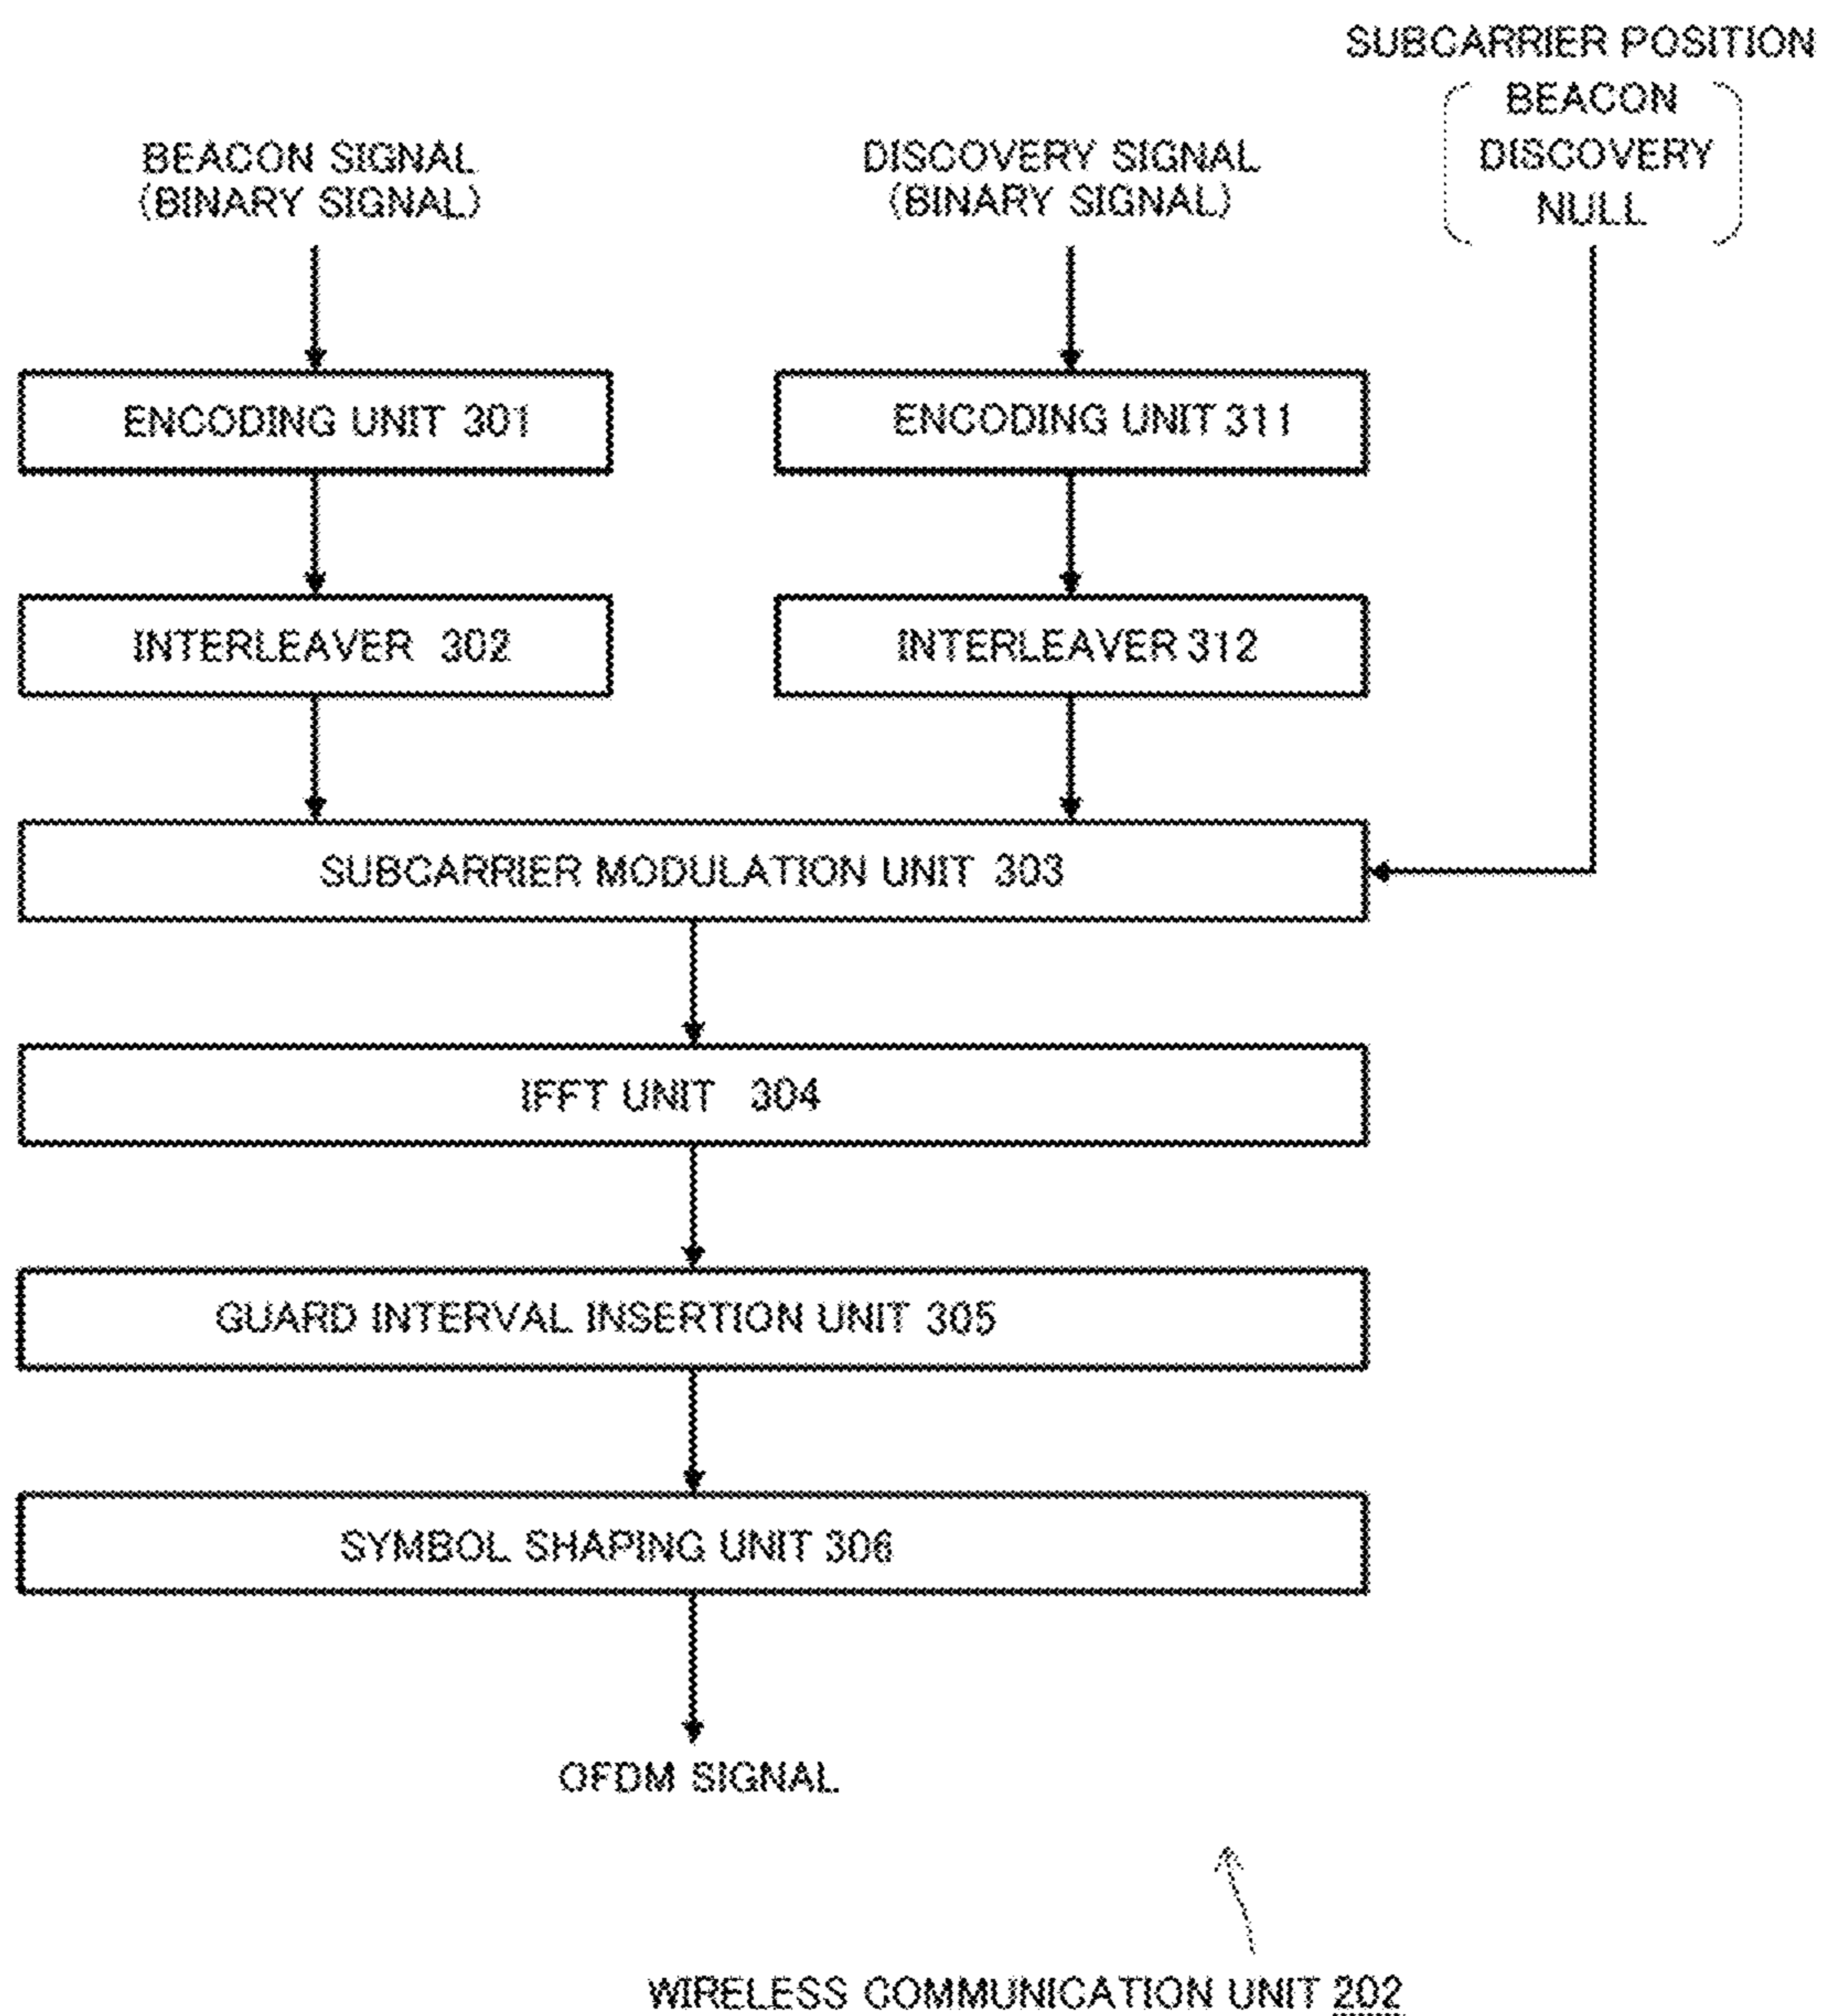 SUBCARRIER POSITION
BEACON
DISCOVERY
NULL
BEACON SIGNAL
(BINARY SIGNAL)
DISCOVERY SIGNAL
(BINARY SIGNAL)
ENCODING UNIT 301
ENCODING UNIT 311
INTERLEAVER 302
INTERLEAVER 312
SUBCARRIER MODULATION UNIT 303
IFFT UNIT 304
GUARD INTERVAL INSERTION UNIT 305
SYMBOL SHAPING UNIT 306
OFDM SIGNAL
WIRELESS COMMUNICATION UNIT 202